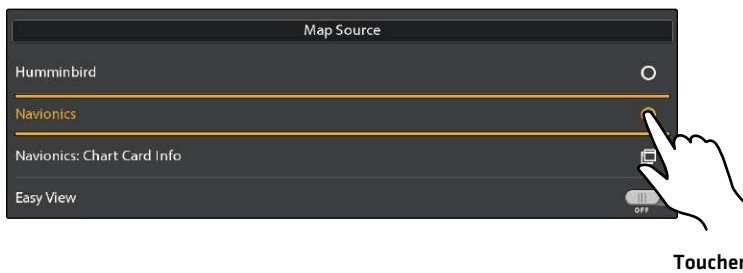 Map Source
Humminbird
Navionics
Navionics: Chart Card Info
Easy View
OFF
Toucher